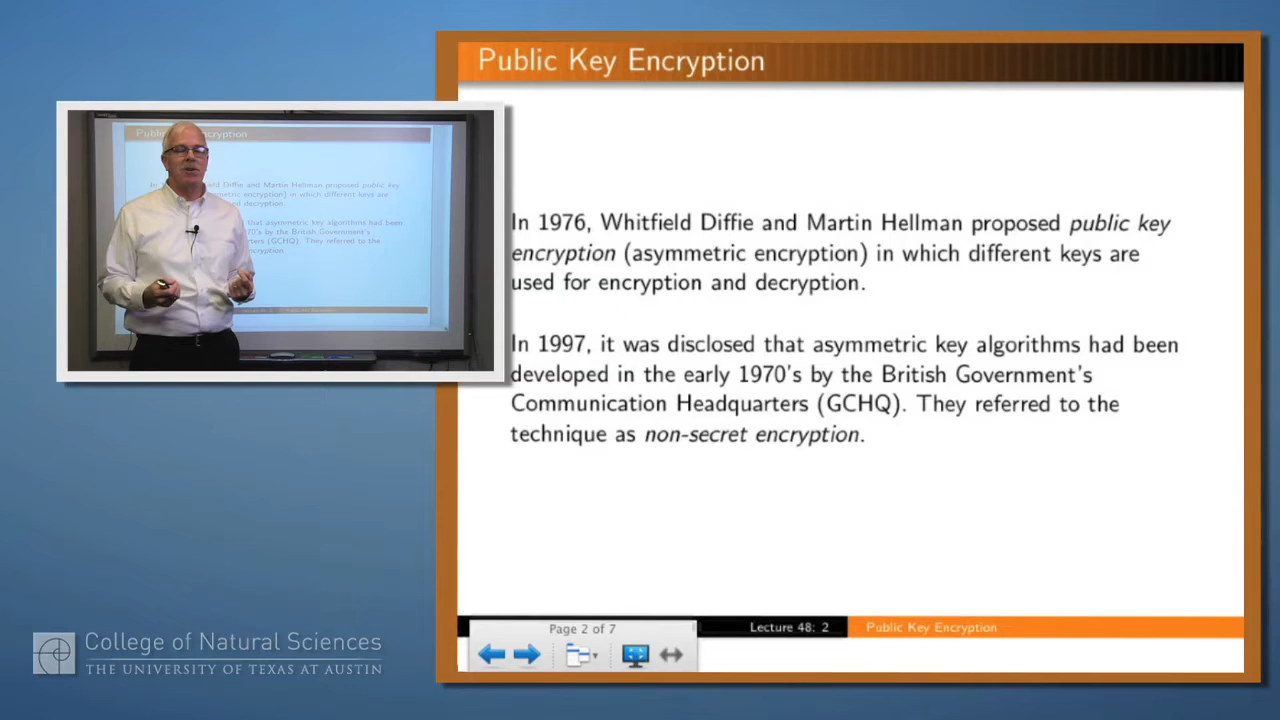 Public Key Encryption
In 1976, Whitfield Diffie and Martin Hellman proposed public key
encryption (asymmetric encryption) in which different keys are
used for encryption and decryption.
In 1997, it was disclosed that asymmetric key algorithms had been
developed in the early 1970's by the British Government's
Communication Headquarters (GCHQ). They referred to the
technique as non-secret encryption.
Page 2 of 7
Lecture 48: 2
Public Key Encryption
College of Natural Sciences
THE UNIVERSITY OF TEXAS AT AUSTIN